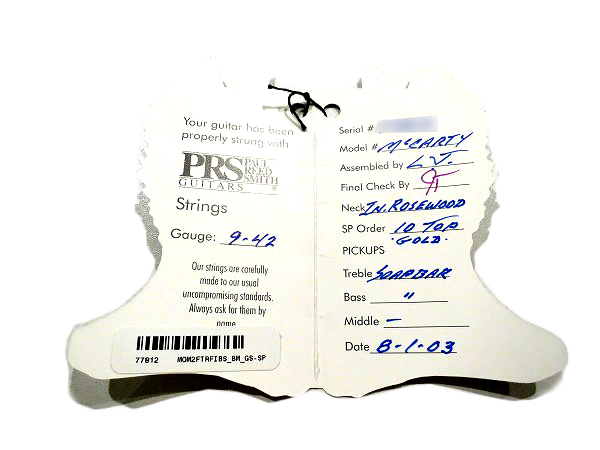 Your guitar has been
properly strung with
PRS PAUL
REED
SMITH
GUITARS
Strings
Gauge: 9-42
Our strings are carefully
made to our usual
uncompromising standards.
Always ask for them by
name
77812 MOM2FTRFIBS_BM_GS-SP
Serial #
Model # McCARTY
Assembled by L.J.
Final Check By
Neck IN. ROSEWOOD
SP Order 10 TOP
·GOLD·
PICKUPS
Treble SOAPBAR
Bass "
Middle —
Date 8-1-03